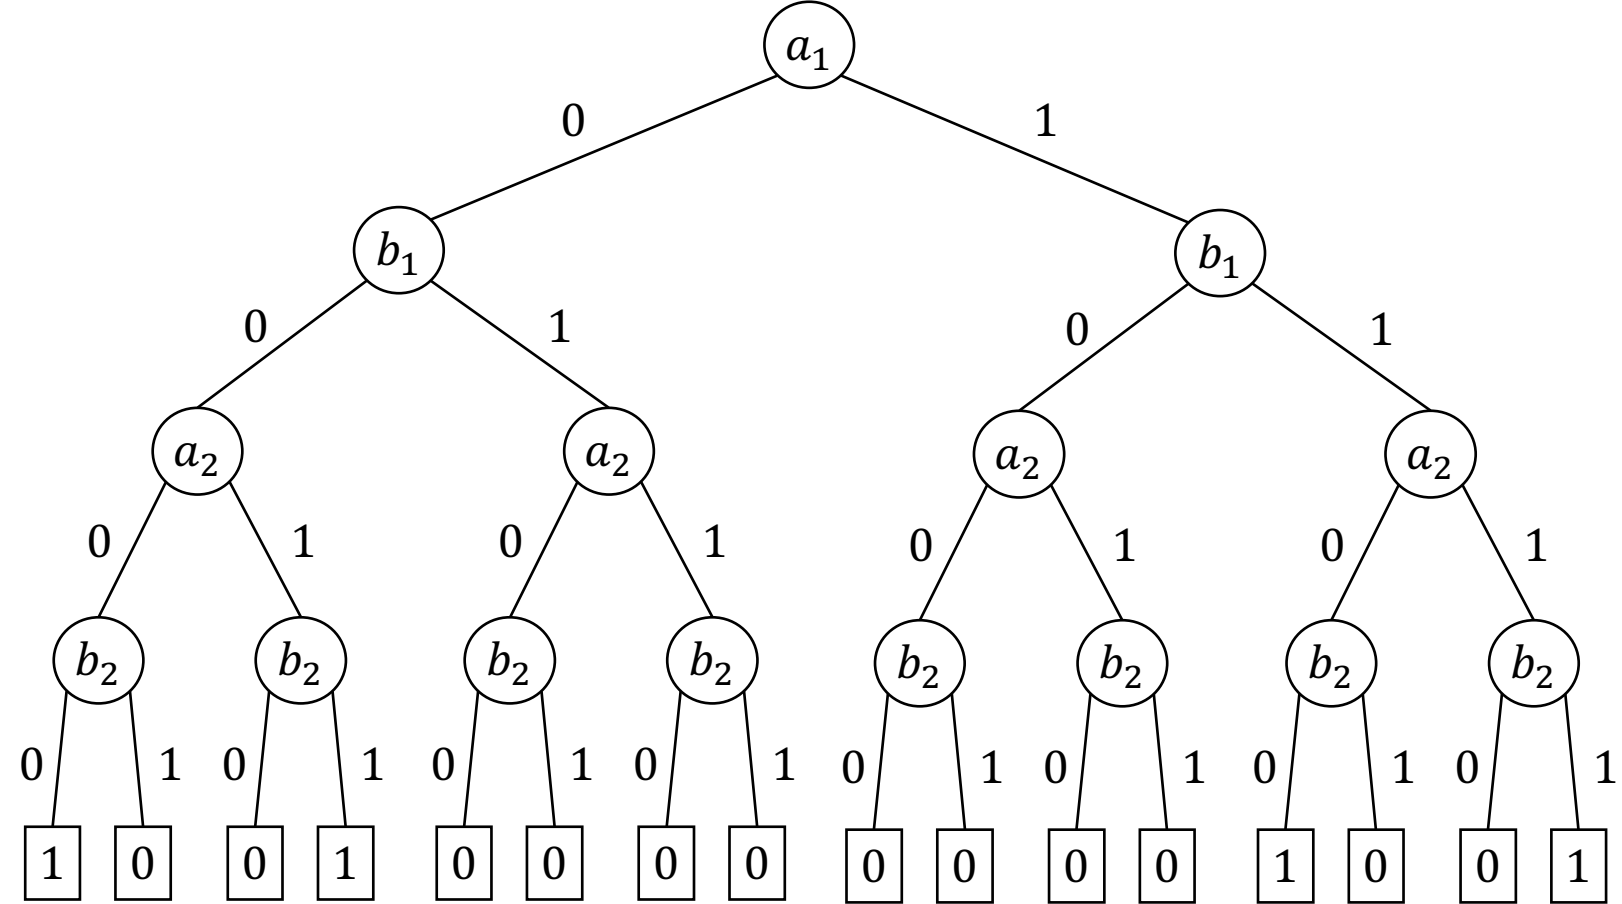 a₁
0 1
b₁ b₁
0 1 0 1
a₂ a₂ a₂ a₂
0 1 0 1 0 1 0 1
b₂ b₂ b₂ b₂ b₂ b₂ b₂ b₂
0 1 0 1 0 1 0 1 0 1 0 1 0 1 0 1
1 0 0 1 0 0 0 0 0 0 0 0 1 0 0 1